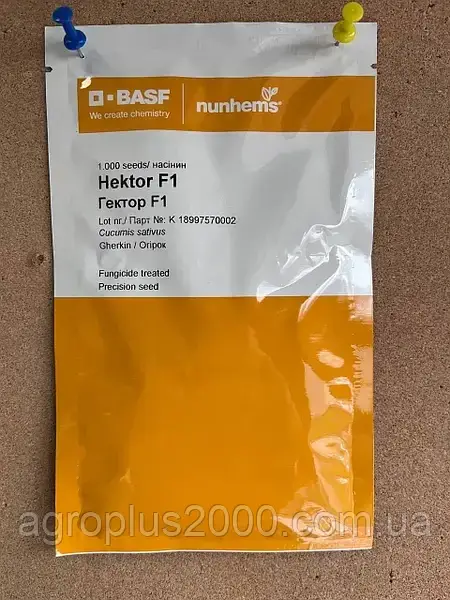 BASF
We create chemistry
nunhems®
1,000 seeds/ насінин
Hektor F1
Гектор F1
Lot nr./ Парт №: K 18997570002
Cucumis sativus
Gherkin / Огірок
Fungicide treated
Precision seed
agroplus2000.com.ua